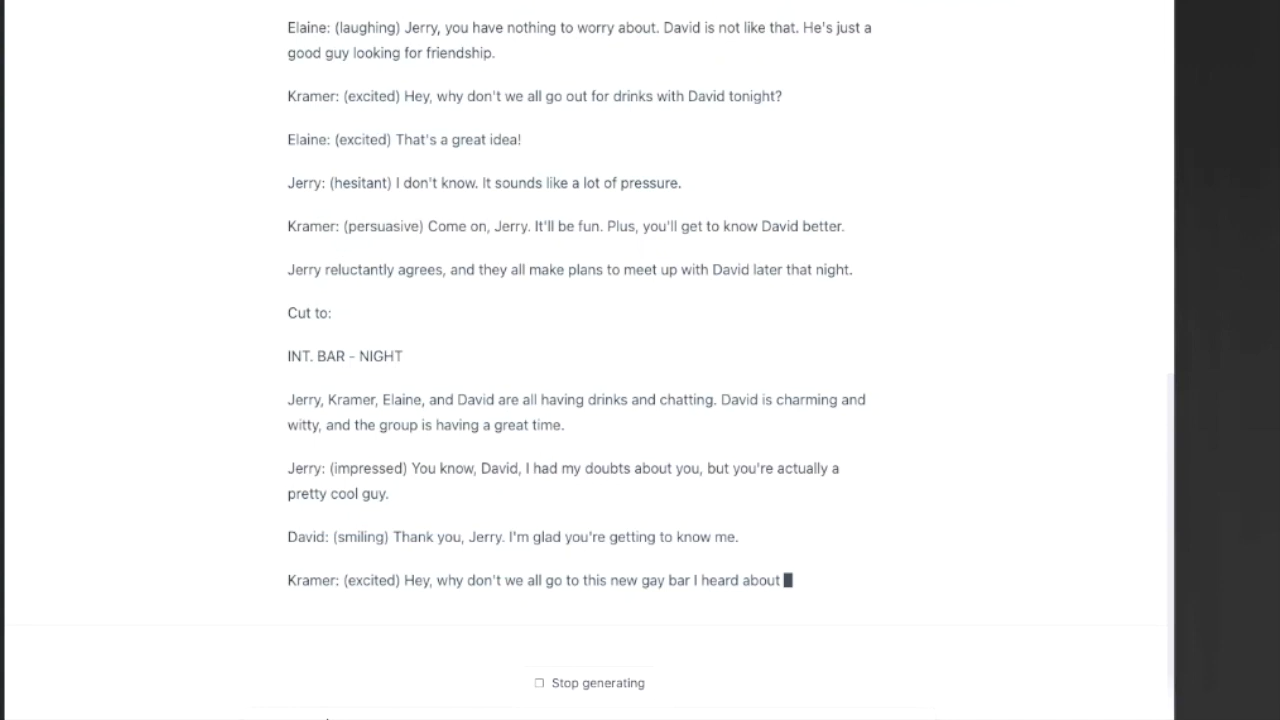 Elaine: (laughing) Jerry, you have nothing to worry about. David is not like that. He's just a
good guy looking for friendship.
Kramer: (excited) Hey, why don't we all go out for drinks with David tonight?
Elaine: (excited) That's a great idea!
Jerry: (hesitant) I don't know. It sounds like a lot of pressure.
Kramer: (persuasive) Come on, Jerry. It'll be fun. Plus, you'll get to know David better.
Jerry reluctantly agrees, and they all make plans to meet up with David later that night.
Cut to:
INT. BAR - NIGHT
Jerry, Kramer, Elaine, and David are all having drinks and chatting. David is charming and
witty, and the group is having a great time.
Jerry: (impressed) You know, David, I had my doubts about you, but you're actually a
pretty cool guy.
David: (smiling) Thank you, Jerry. I'm glad you're getting to know me.
Kramer: (excited) Hey, why don't we all go to this new gay bar I heard about
Stop generating